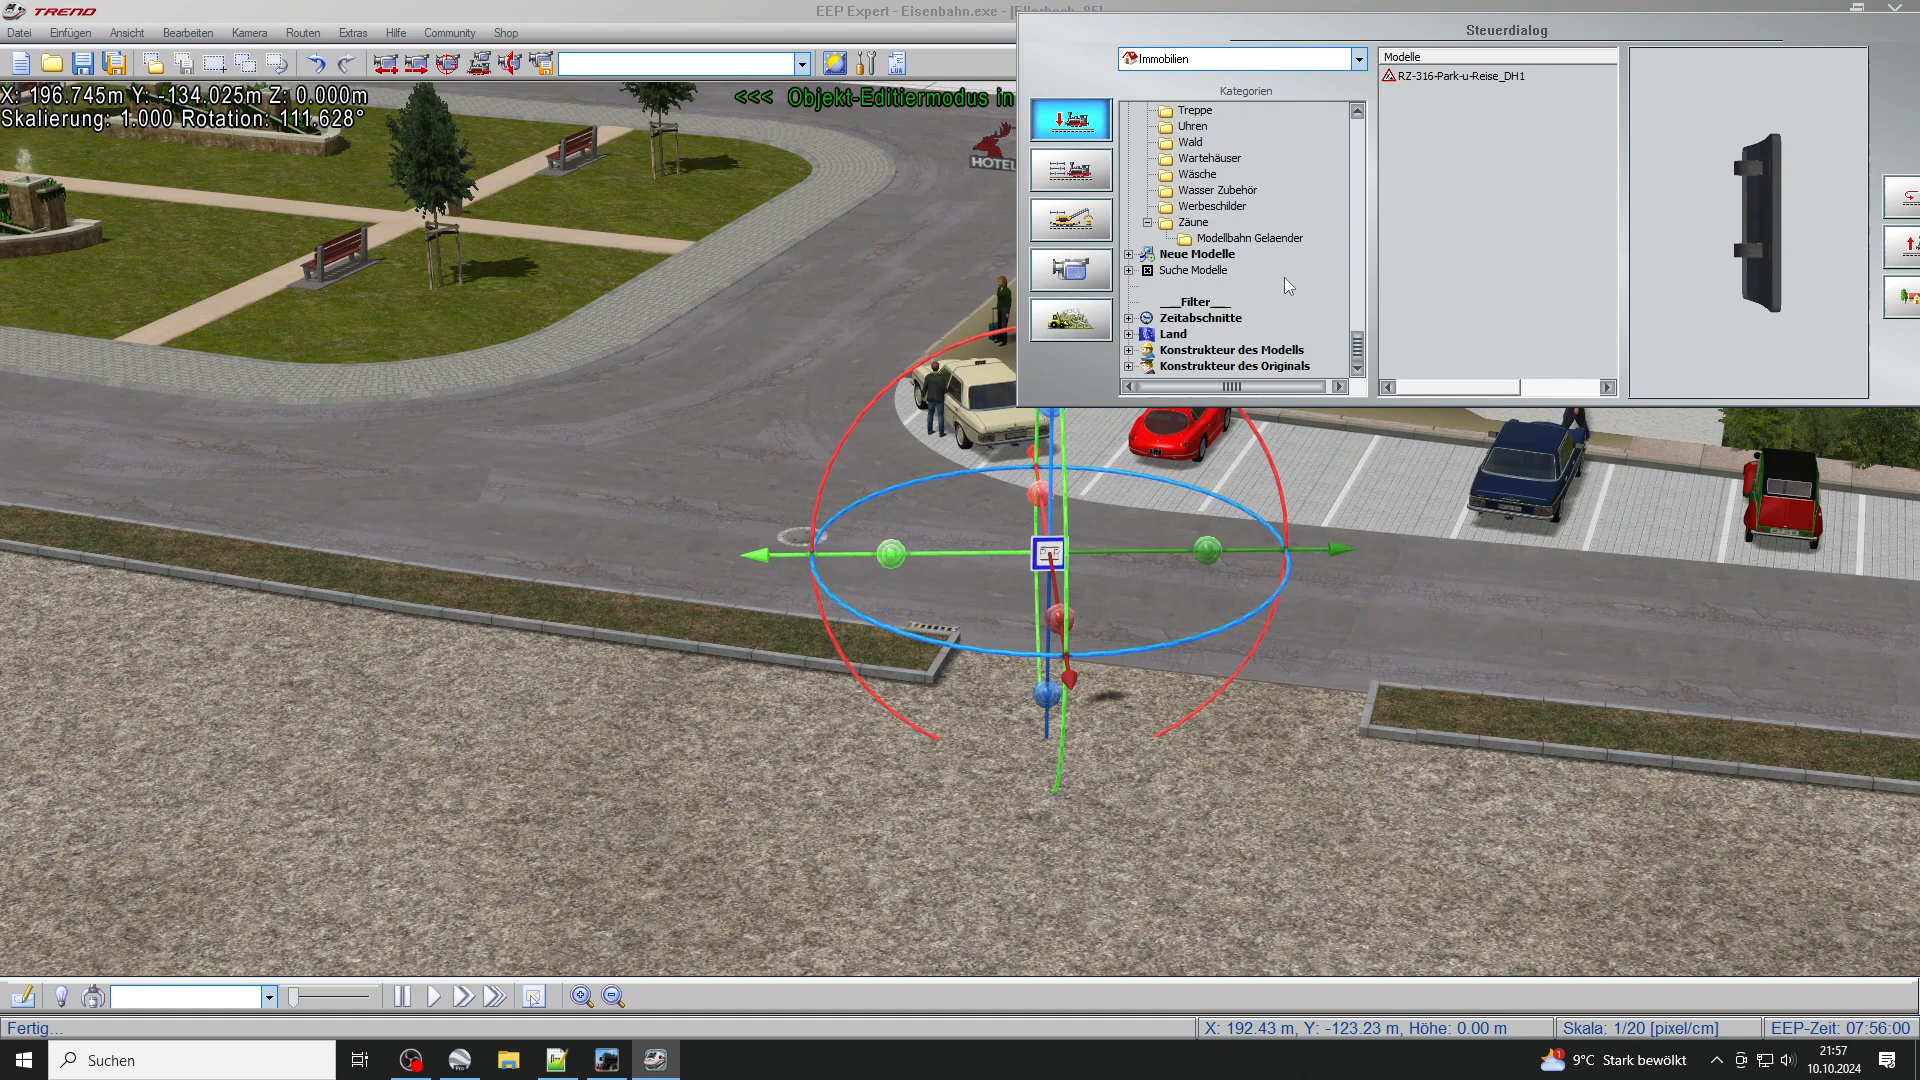 TREND
EEP Expert - Eisenbahn.exe - [Ellerbach_8F]
Datei Einfügen Ansicht Bearbeiten Kamera Routen Extras Hilfe Community Shop
X: 196.745m Y: -134.025m Z: 0.000m
Skalierung: 1.000 Rotation: 111.628°
<<< Objekt-Editiermodus in
HOTEL
Steuerdialog
Immobilien
Kategorien
Treppe
Uhren
Wald
Wartehäuser
Wäsche
Wasser Zubehör
Werbeschilder
Zäune
Modellbahn Gelaender
Neue Modelle
Suche Modelle
___Filter___
Zeitabschnitte
Land
Konstrukteur des Modells
Konstrukteur des Originals
Modelle
RZ-316-Park-u-Reise_DH1
Fertig...
X: 192.43 m, Y: -123.23 m, Höhe: 0.00 m
Skala: 1/20 [pixel/cm]
EEP-Zeit: 07:56:00
Suchen
9°C Stark bewölkt
21:57
10.10.2024